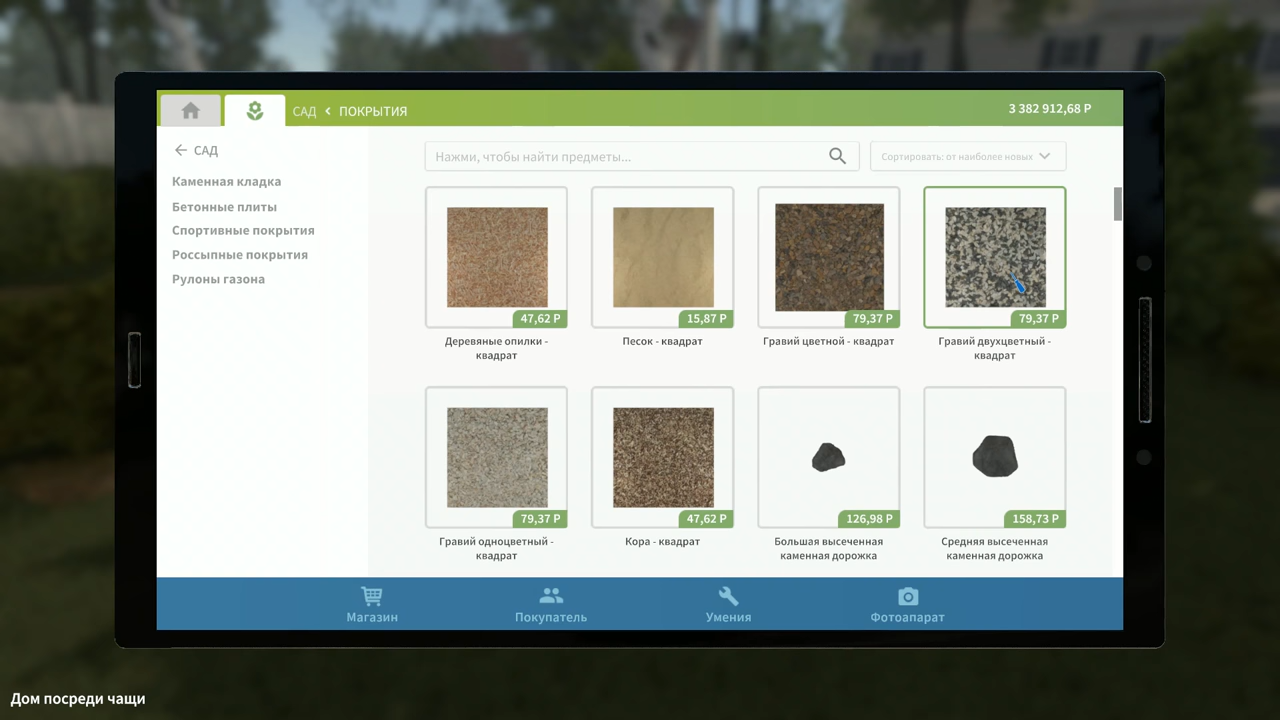 САД < ПОКРЫТИЯ
3 382 912,68 Р
САД
Каменная кладка
Бетонные плиты
Спортивные покрытия
Россыпные покрытия
Рулоны газона
Нажми, чтобы найти предметы...
Сортировать: от наиболее новых
47,62 Р
15,87 Р
79,37 Р
79,37 Р
Деревяные опилки -
квадрат
Песок - квадрат
Гравий цветной - квадрат
Гравий двухцветный -
квадрат
79,37 Р
47,62 Р
126,98 Р
158,73 Р
Гравий одноцветный -
квадрат
Кора - квадрат
Большая высеченная
каменная дорожка
Средняя высеченная
каменная дорожка
Магазин
Покупатель
Умения
Фотоапарат
Дом посреди чащи